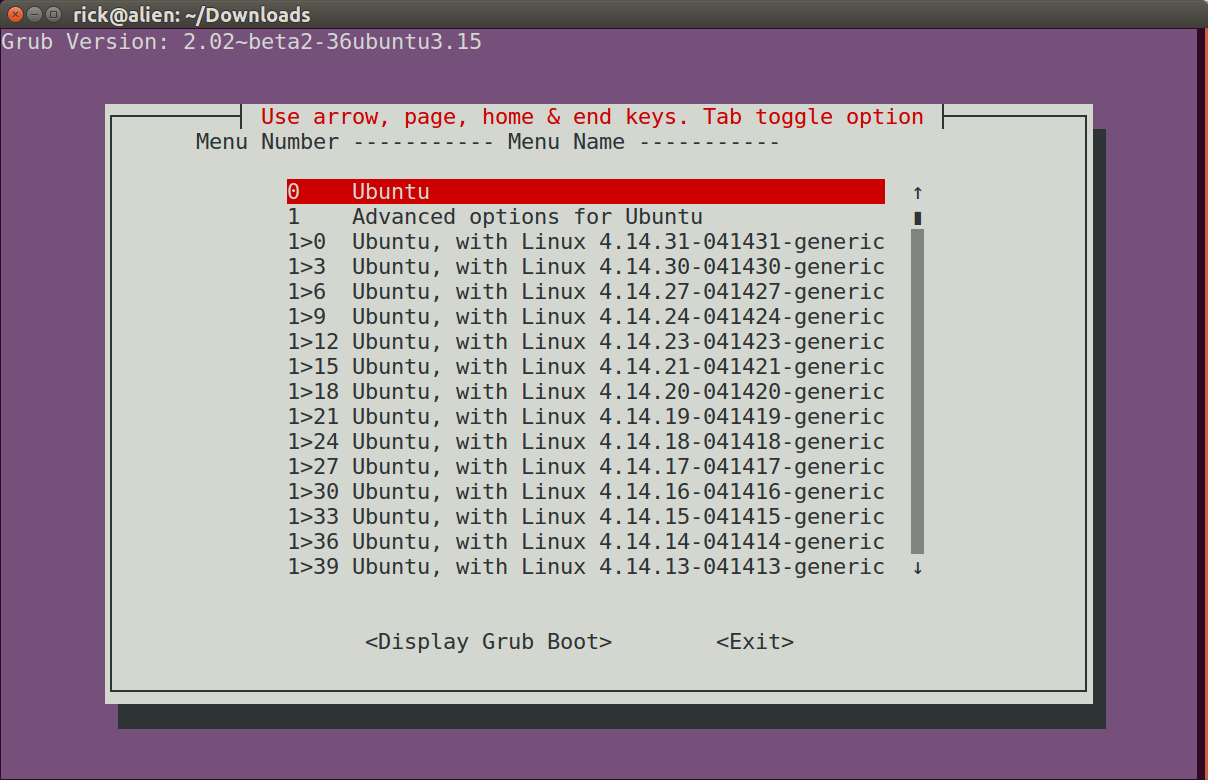 rick@alien: ~/Downloads
Grub Version: 2.02~beta2-36ubuntu3.15
Use arrow, page, home & end keys. Tab toggle option
Menu Number ----------- Menu Name -----------
0 Ubuntu
1 Advanced options for Ubuntu
1>0 Ubuntu, with Linux 4.14.31-041431-generic
1>3 Ubuntu, with Linux 4.14.30-041430-generic
1>6 Ubuntu, with Linux 4.14.27-041427-generic
1>9 Ubuntu, with Linux 4.14.24-041424-generic
1>12 Ubuntu, with Linux 4.14.23-041423-generic
1>15 Ubuntu, with Linux 4.14.21-041421-generic
1>18 Ubuntu, with Linux 4.14.20-041420-generic
1>21 Ubuntu, with Linux 4.14.19-041419-generic
1>24 Ubuntu, with Linux 4.14.18-041418-generic
1>27 Ubuntu, with Linux 4.14.17-041417-generic
1>30 Ubuntu, with Linux 4.14.16-041416-generic
1>33 Ubuntu, with Linux 4.14.15-041415-generic
1>36 Ubuntu, with Linux 4.14.14-041414-generic
1>39 Ubuntu, with Linux 4.14.13-041413-generic
<Display Grub Boot> <Exit>